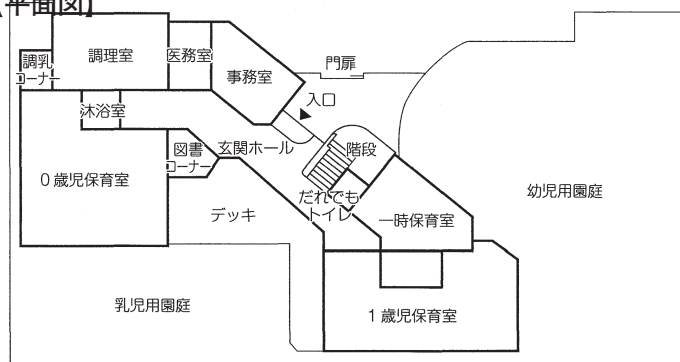 【平面図】
調乳
コーナー
調理室
医務室
事務室
門扉
入口
沐浴室
図書
コーナー
玄関ホール
階段
0歳児保育室
だれでも
トイレ
デッキ
一時保育室
幼児用園庭
乳児用園庭
1歳児保育室